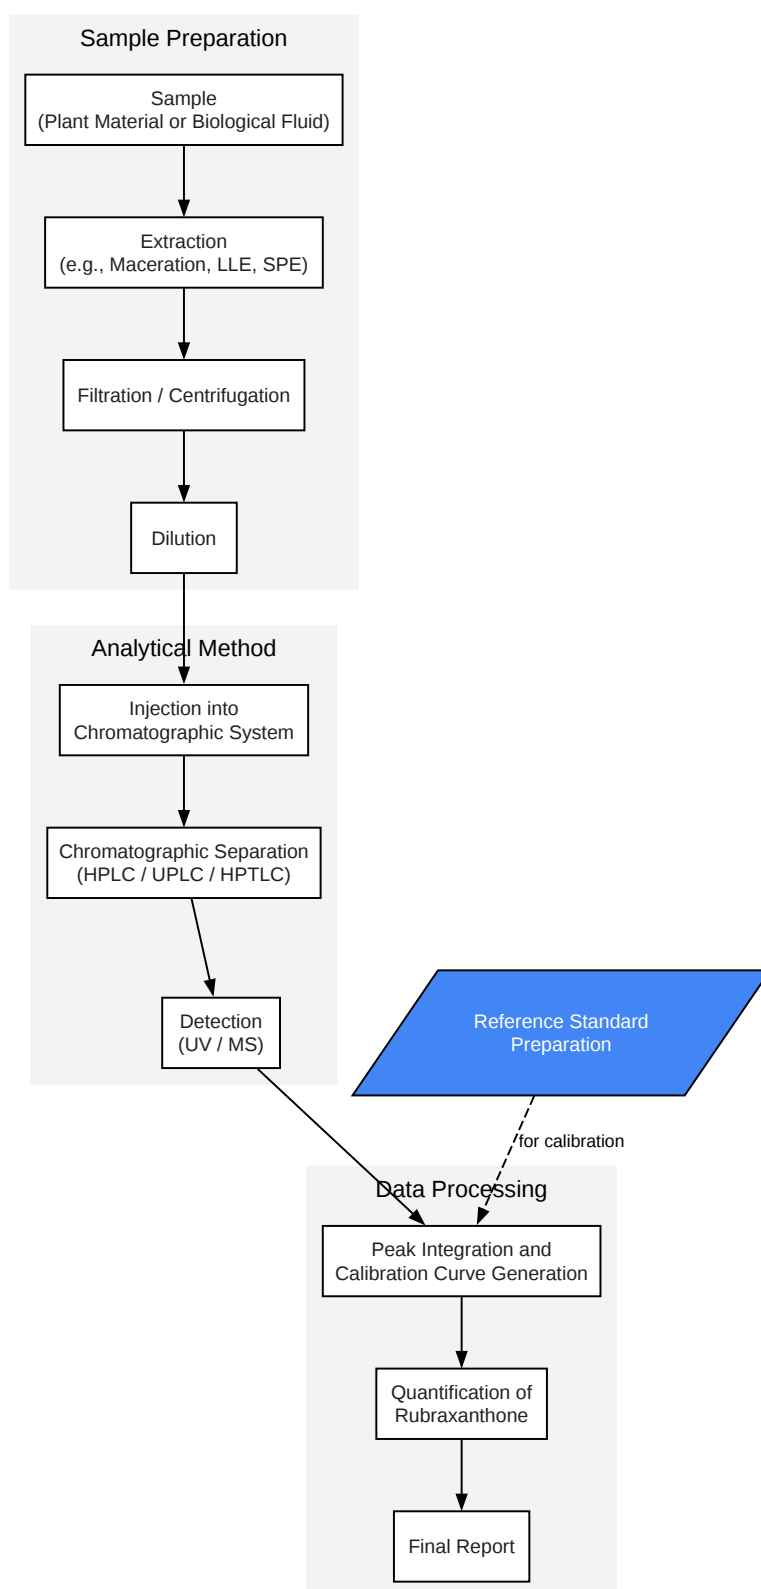 Sample Preparation
Sample
(Plant Material or Biological Fluid)
Extraction
(e.g., Maceration, LLE, SPE)
Filtration / Centrifugation
Dilution
Analytical Method
Injection into
Chromatographic System
Chromatographic Separation
(HPLC / UPLC / HPTLC)
Detection
(UV / MS)
Reference Standard
Preparation
for calibration
Data Processing
Peak Integration and
Calibration Curve Generation
Quantification of
Rubraxanthone
Final Report